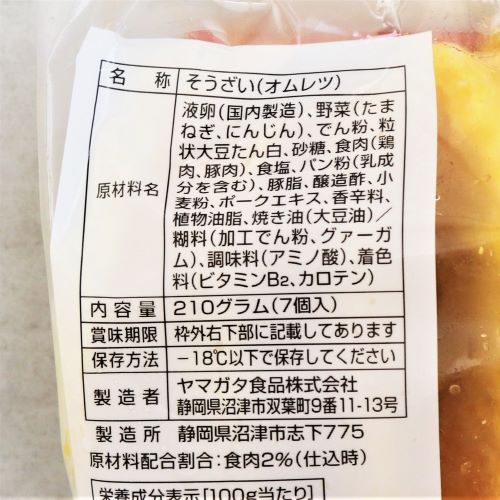 名称 そうざい(オムレツ)
原材料名 液卵(国内製造)、野菜(たま
ねぎ、にんじん)、でん粉、粒
状大豆たん白、砂糖、食肉(鶏
肉、豚肉)、食塩、パン粉(乳成
分を含む)、豚脂、醸造酢、小
麦粉、ポークエキス、香辛料、
植物油脂、焼き油(大豆油)/
糊料(加工でん粉、グァーガ
ム)、調味料(アミノ酸)、着色
料(ビタミンB₂、カロテン)
内容量 210グラム(7個入)
賞味期限 枠外右下部に記載してあります
保存方法 −18℃以下で保存してください
製造者 ヤマガタ食品株式会社
静岡県沼津市双葉町9番11-13号
製造所 静岡県沼津市志下775
原材料配合割合:食肉2%(仕込時)
栄養成分表示[100g当たり]